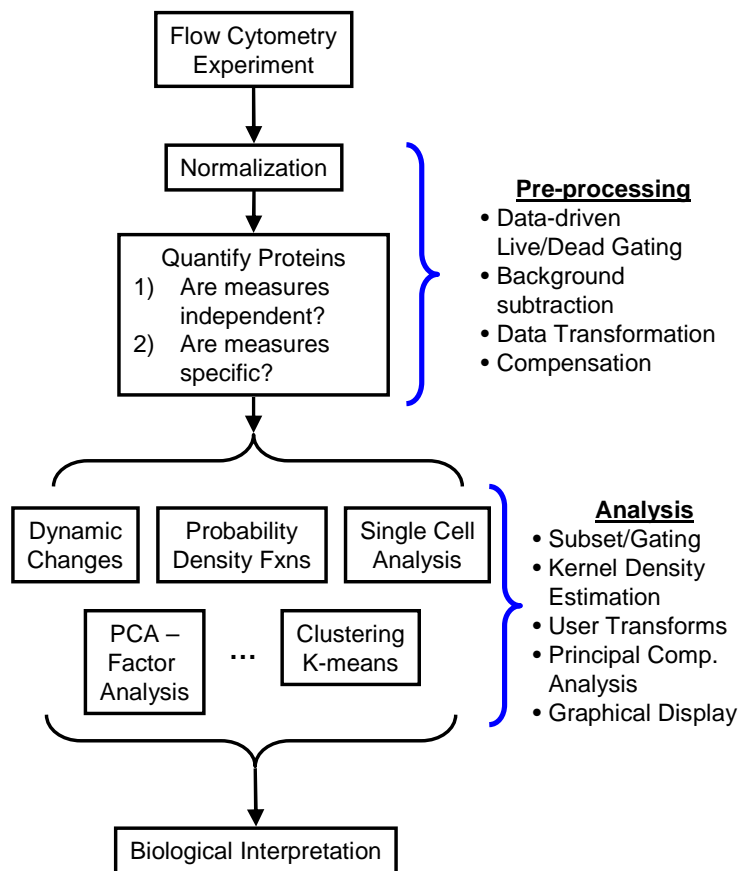 Flow Cytometry
Experiment
Normalization
Quantify Proteins
1) Are measures
independent?
2) Are measures
specific?
Pre-processing
• Data-driven
Live/Dead Gating
• Background
subtraction
• Data Transformation
• Compensation
Dynamic
Changes
Probability
Density Fxns
Single Cell
Analysis
PCA –
Factor
Analysis
...
Clustering
K-means
Analysis
• Subset/Gating
• Kernel Density
Estimation
• User Transforms
• Principal Comp.
Analysis
• Graphical Display
Biological Interpretation